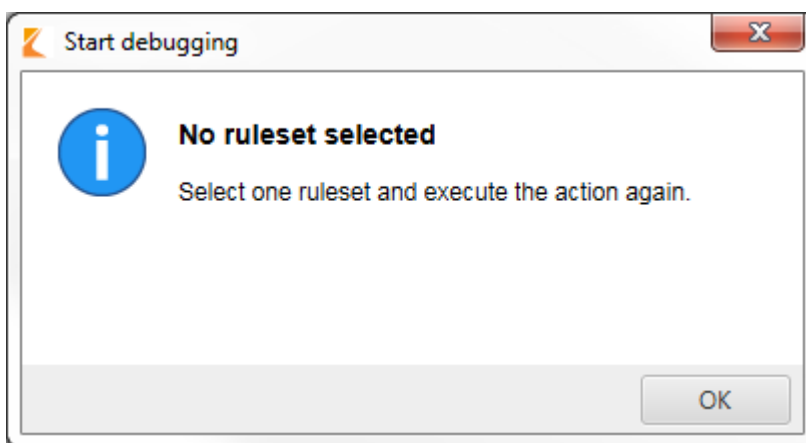 Start debugging
No ruleset selected
Select one ruleset and execute the action again.
OK